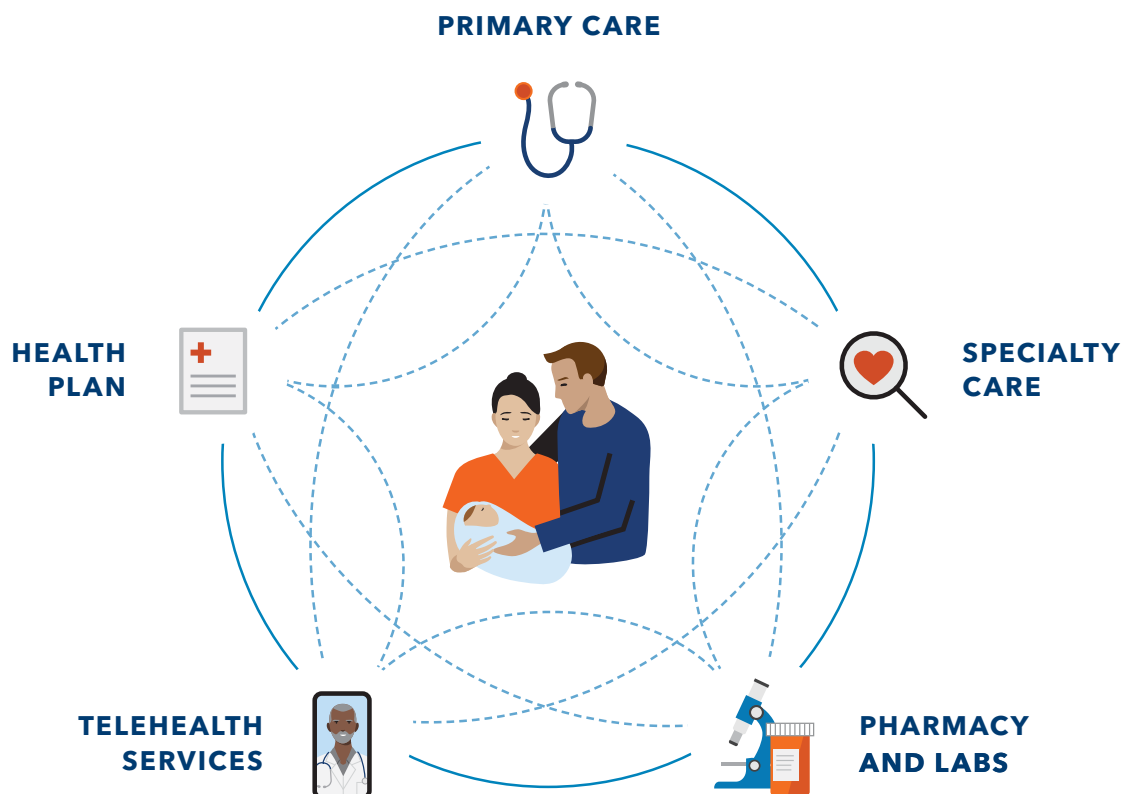 PRIMARY CARE
HEALTH
PLAN
SPECIALTY
CARE
TELEHEALTH
SERVICES
PHARMACY
AND LABS